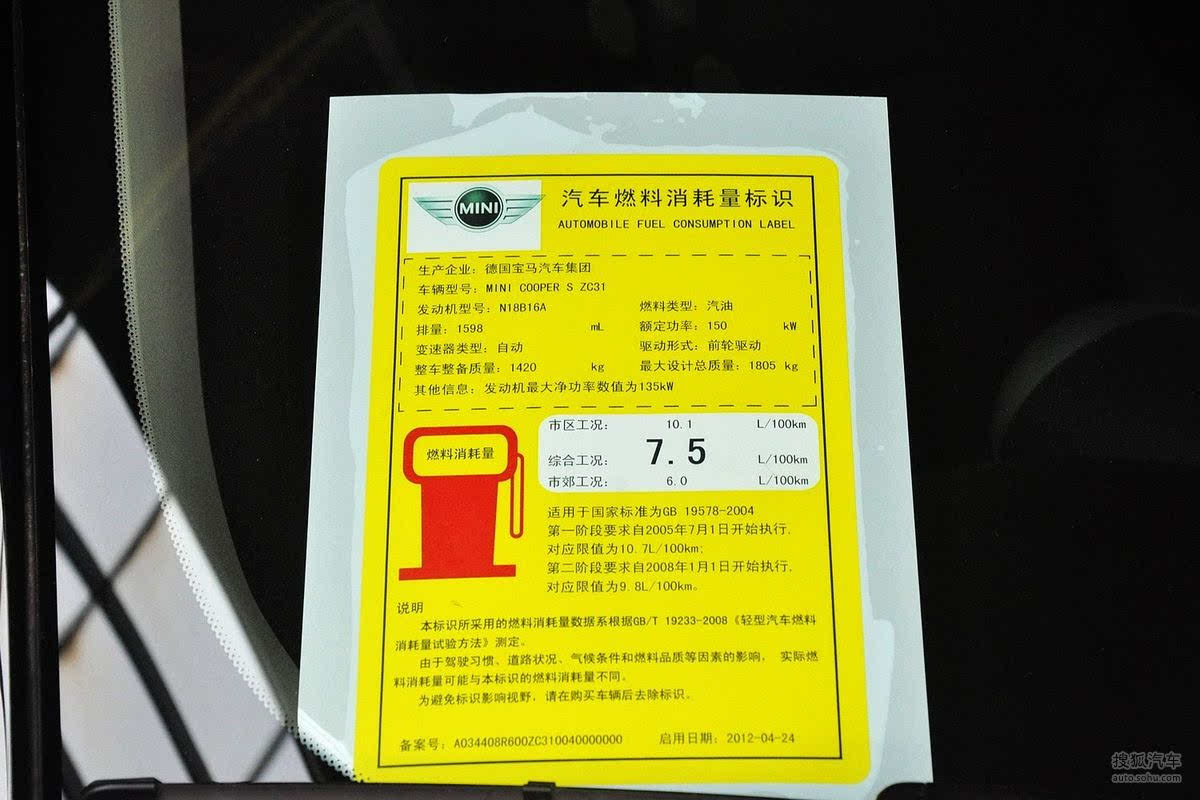 MINI
汽车燃料消耗量标识
AUTOMOBILE FUEL CONSUMPTION LABEL
生产企业：德国宝马汽车集团
车辆型号：MINI COOPER S ZC31
发动机型号：N18B16A 燃料类型：汽油
排量：1598 mL 额定功率：150 kW
变速器类型：自动 驱动形式：前轮驱动
整车整备质量：1420 kg 最大设计总质量：1805 kg
其他信息：发动机最大净功率数值为135kW
燃料消耗量
市区工况： 10.1 L/100km
综合工况： 7.5 L/100km
市郊工况： 6.0 L/100km
适用于国家标准为GB 19578-2004
第一阶段要求自2005年7月1日开始执行，
对应限值为10.7L/100km；
第二阶段要求自2008年1月1日开始执行，
对应限值为9.8L/100km。
说明
本标识所采用的燃料消耗量数据系根据GB/T 19233-2008《轻型汽车燃料
消耗量试验方法》测定。
由于驾驶习惯、道路状况、气候条件和燃料品质等因素的影响， 实际燃
料消耗量可能与本标识的燃料消耗量不同。
为避免标识影响视野，请在购买车辆后去除标识。
备案号：A034408R600ZC310040000000 启用日期：2012-04-24
搜狐汽车
auto.sohu.com